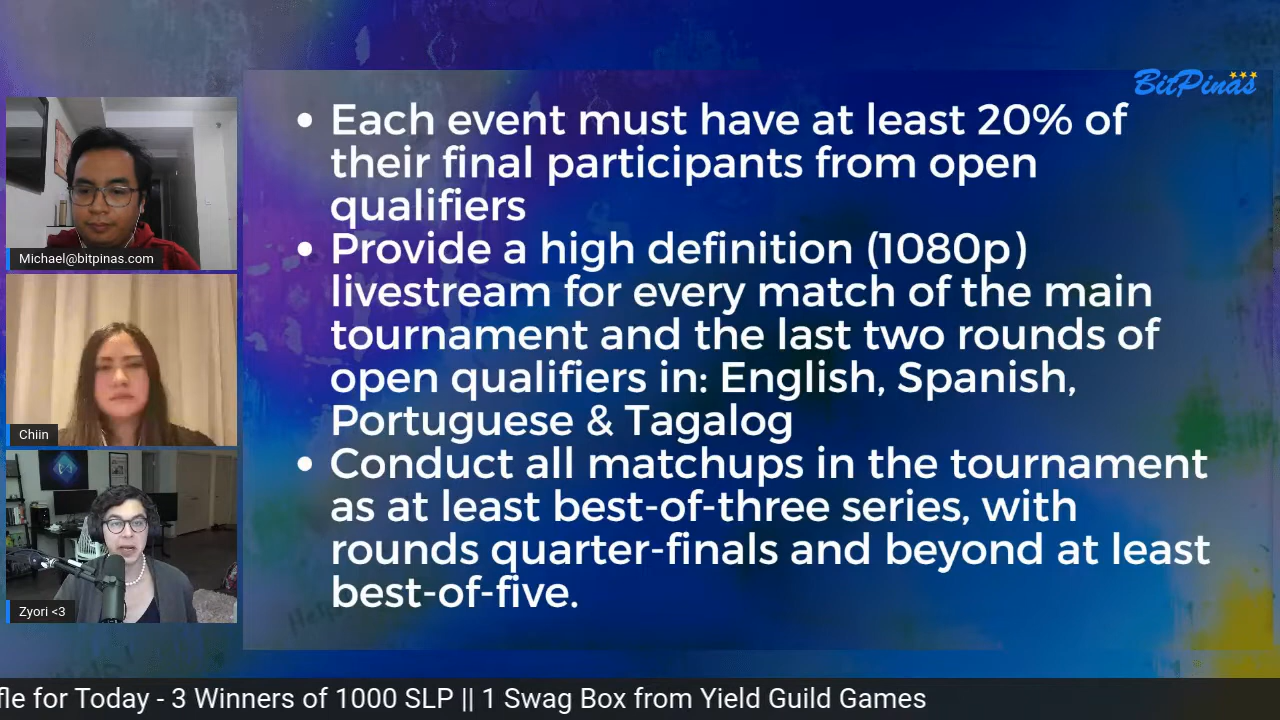 BitPinas
• Each event must have at least 20% of
their final participants from open
qualifiers
• Provide a high definition (1080p)
livestream for every match of the main
tournament and the last two rounds of
open qualifiers in: English, Spanish,
Portuguese & Tagalog
• Conduct all matchups in the tournament
as at least best-of-three series, with
rounds quarter-finals and beyond at least
best-of-five.
Michael@bitpinas.com
Chiin
Zyori <3
fle for Today - 3 Winners of 1000 SLP || 1 Swag Box from Yield Guild Games